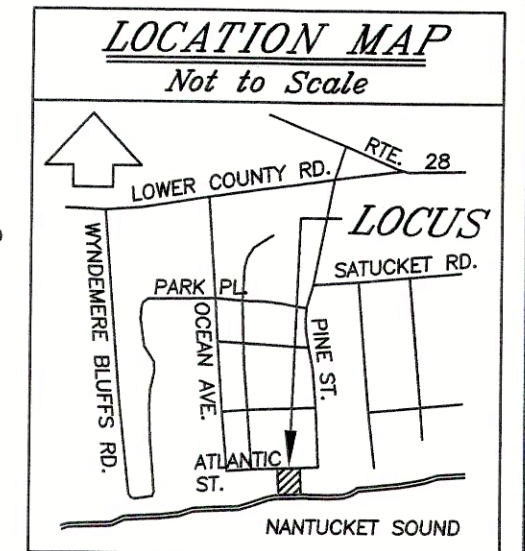 LOCATION MAP
Not to Scale
RTE. 28
LOWER COUNTY RD.
LOCUS
SATUCKET RD.
WYNDEMERE BLUFFS RD.
PARK PL.
OCEAN AVE.
PINE ST.
ATLANTIC
ST.
NANTUCKET SOUND